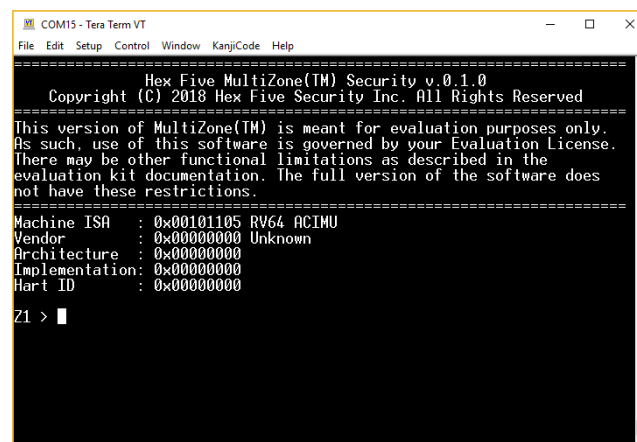 COM15 - Tera Term VT
File Edit Setup Control Window KanjiCode Help
=====================================================================
Hex Five MultiZone(TM) Security v.0.1.0
Copyright (C) 2018 Hex Five Security Inc. All Rights Reserved
=====================================================================
This version of MultiZone(TM) is meant for evaluation purposes only.
As such, use of this software is governed by your Evaluation License.
There may be other functional limitations as described in the
evaluation kit documentation. The full version of the software does
not have these restrictions.
=====================================================================
Machine ISA   : 0x00101105 RV64 ACIMU
Vendor        : 0x00000000 Unknown
Architecture  : 0x00000000
Implementation: 0x00000000
Hart ID       : 0x00000000
Z1 >